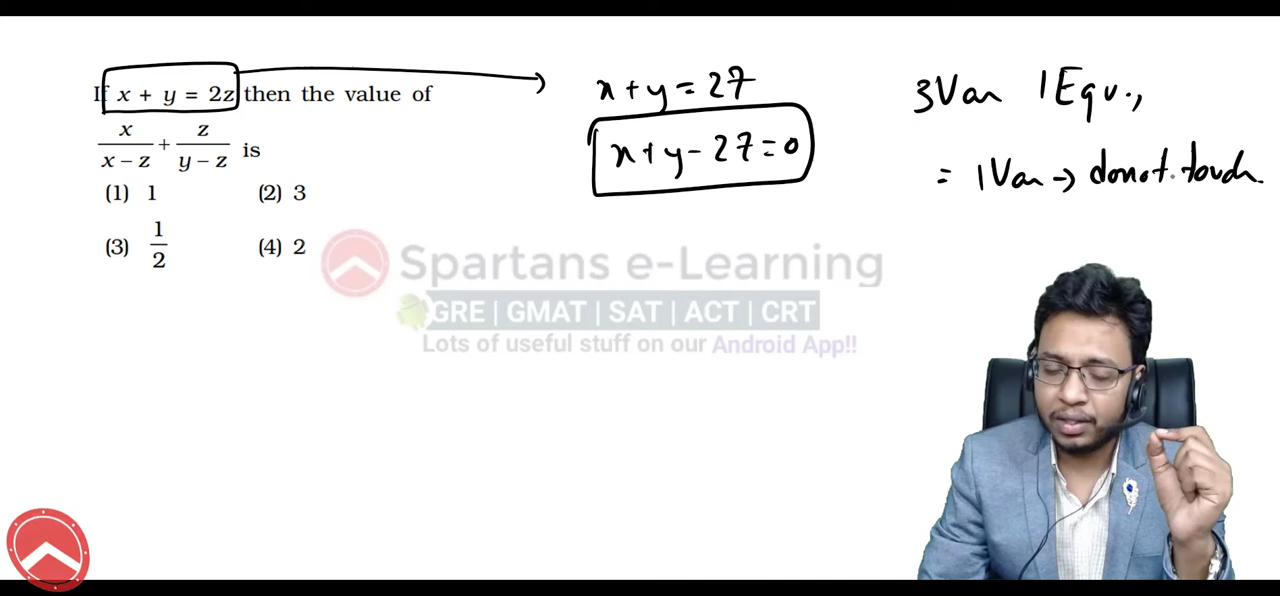 If x + y = 2z then the value of
x/(x – z) + z/(y – z) is
(1) 1 (2) 3
(3) 1/2 (4) 2
x+y=2z
x+y-2z=0
3Var 1Equ.,
= 1Var → donot.touch.
Spartans e-Learning
GRE | GMAT | SAT | ACT | CRT
Lots of useful stuff on our Android App!!